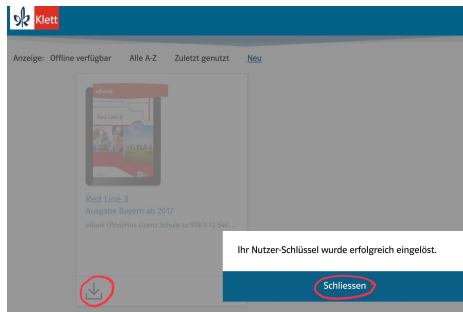 Klett
Anzeige: Offline verfügbar Alle A-Z Zuletzt genutzt Neu
eBook
Red Line 3
Red Line 3
Ausgabe Bayern ab 2017
Ihr Nutzer-Schlüssel wurde erfolgreich eingelöst.
Schliessen